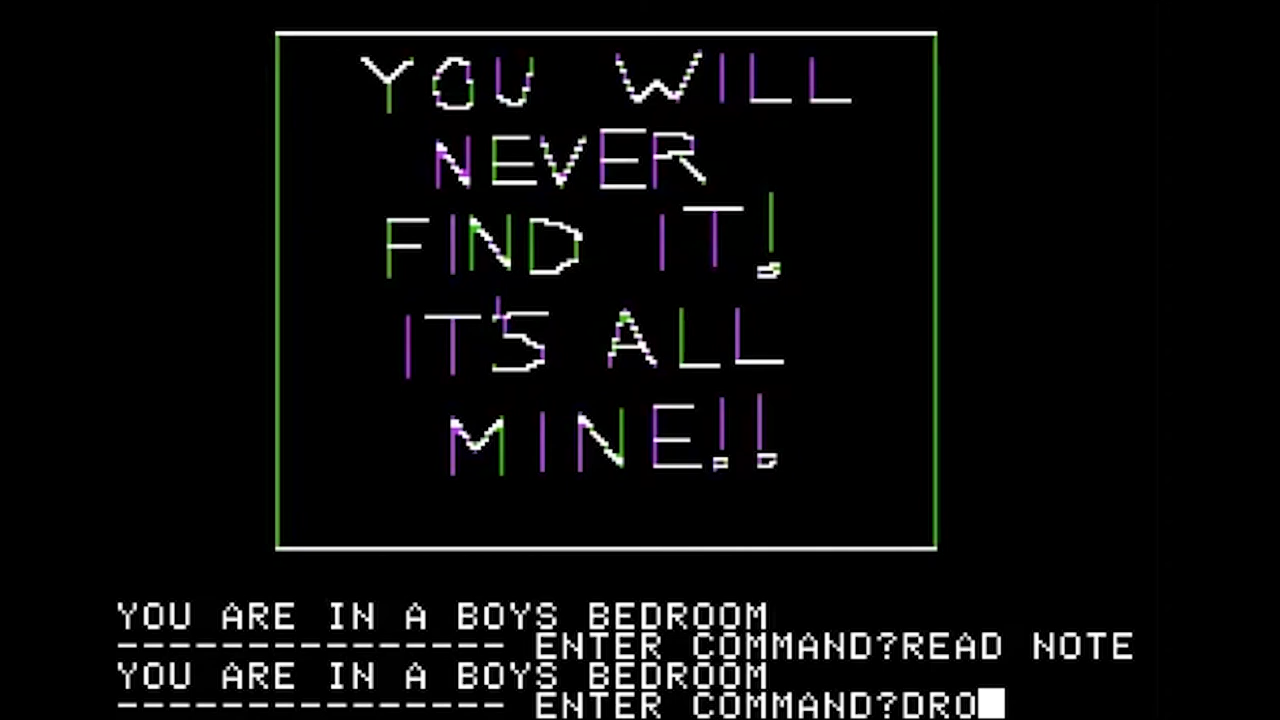 YOU WILL
NEVER
FIND IT!
IT'S ALL
MINE!!
YOU ARE IN A BOYS BEDROOM
--------------- ENTER COMMAND?READ NOTE
YOU ARE IN A BOYS BEDROOM
--------------- ENTER COMMAND?DRO